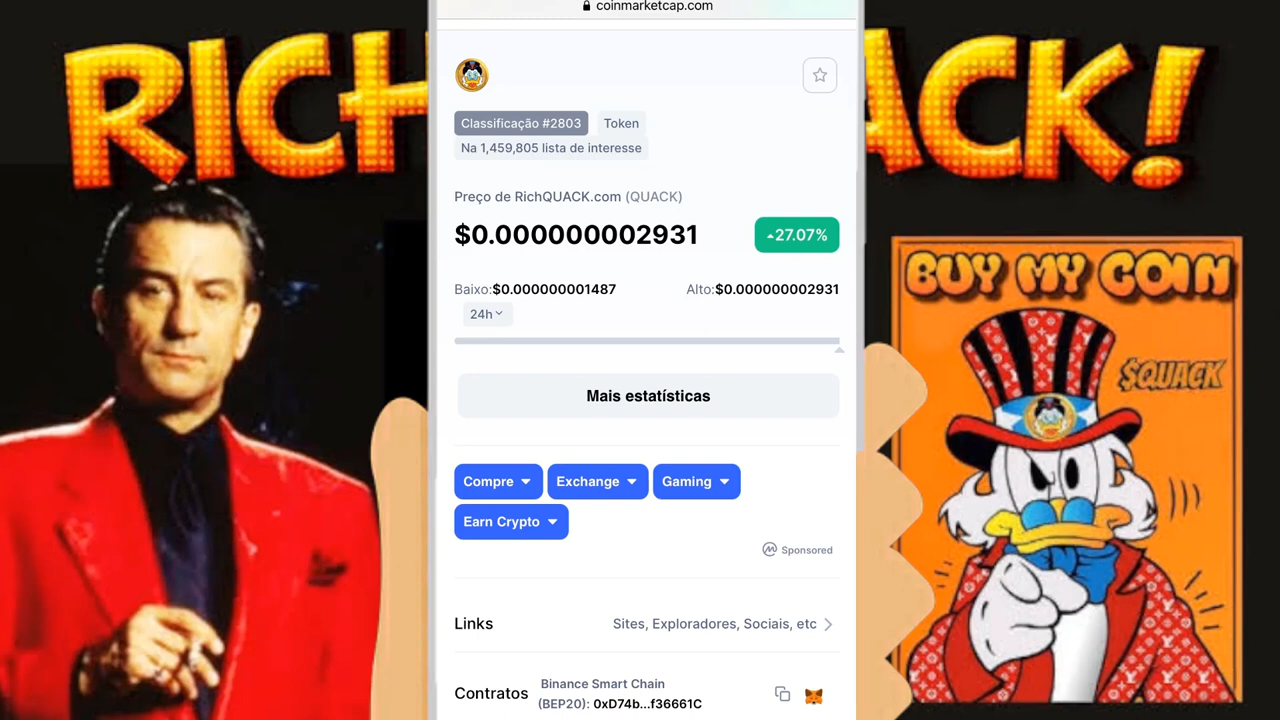 coinmarketcap.com
RICH
ACK!
Classificação #2803
Token
Na 1,459,805 lista de interesse
Preço de RichQUACK.com (QUACK)
$0.000000002931
27.07%
Baixo:$0.000000001487
Alto:$0.000000002931
24h
Mais estatísticas
Compre
Exchange
Gaming
Earn Crypto
Sponsored
Links
Sites, Exploradores, Sociais, etc
Contratos
Binance Smart Chain
(BEP20): 0xD74b...f36661C
BUY MY COIN
$QUACK